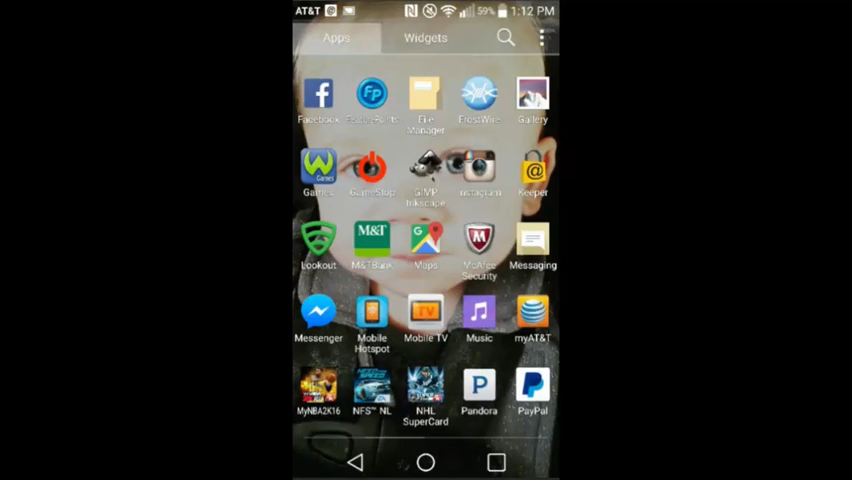 AT&T 59% 1:12 PM
Apps Widgets
Facebook FeaturePoints File Manager FrostWire Gallery
W Games GameStop GIMP Inkscape Instagram Keeper
Lookout M&T Bank Maps McAfee Security Messaging
Messenger Mobile Hotspot Mobile TV Music myAT&T
MyNBA2K16 NFS™ NL NHL SuperCard Pandora PayPal